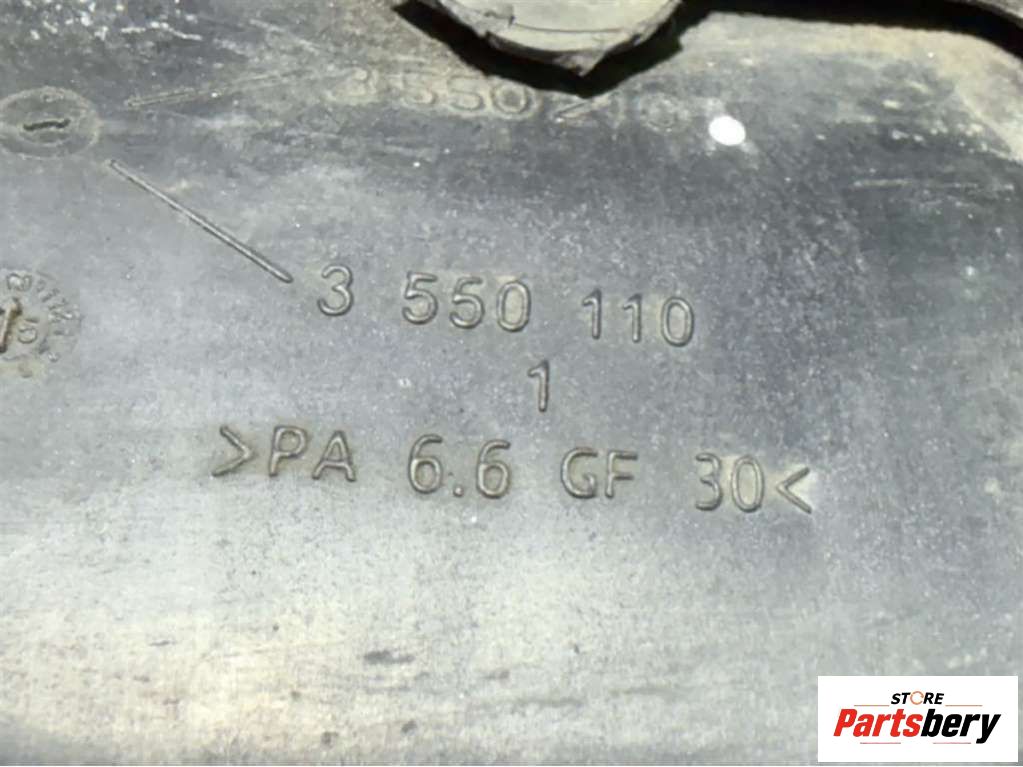 3 550 110
1
>PA 6.6 GF 30<
STORE
Partsbery